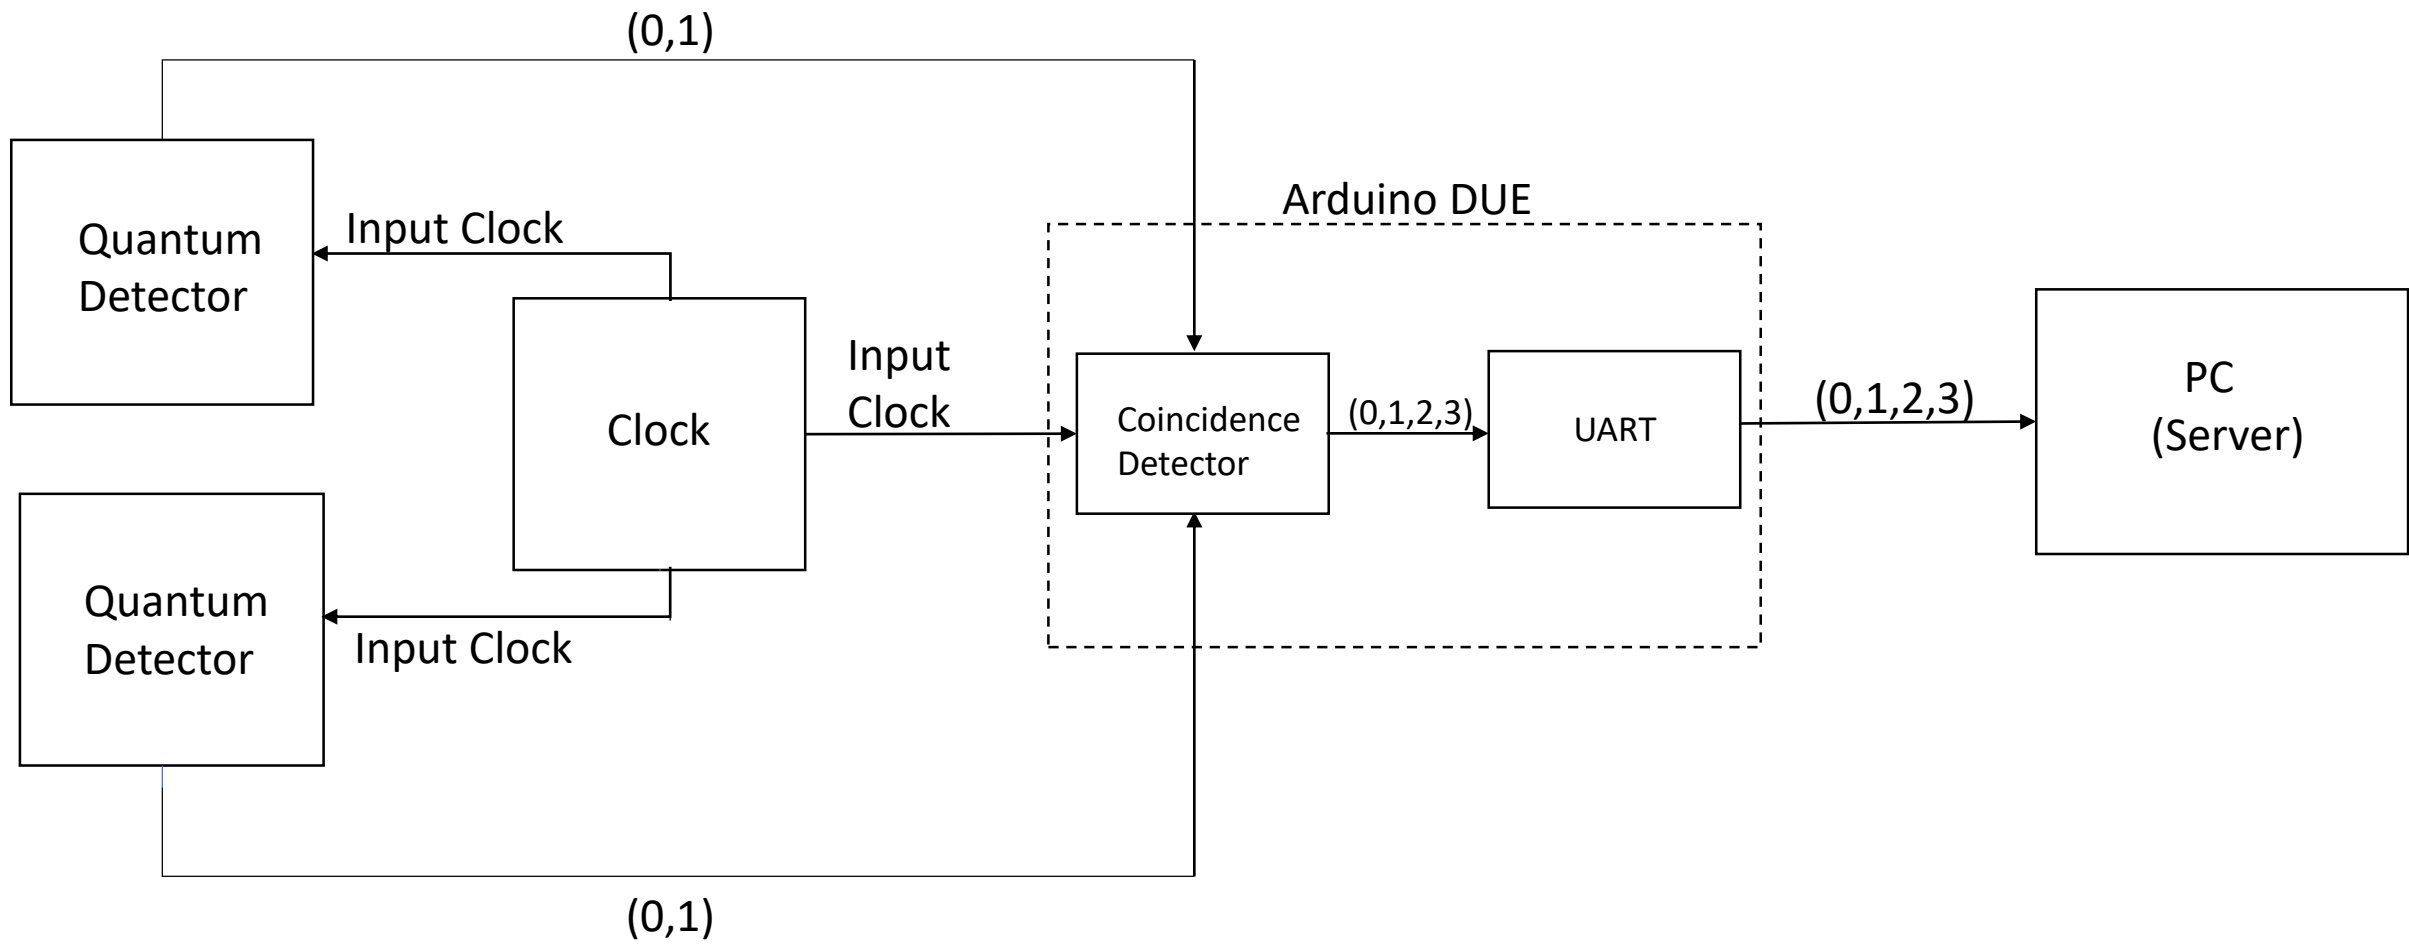 (0,1)
Arduino DUE
Quantum
Detector
Input Clock
Input
Clock
Clock
Coincidence
Detector
(0,1,2,3)
UART
(0,1,2,3)
PC
(Server)
Quantum
Detector
Input Clock
(0,1)